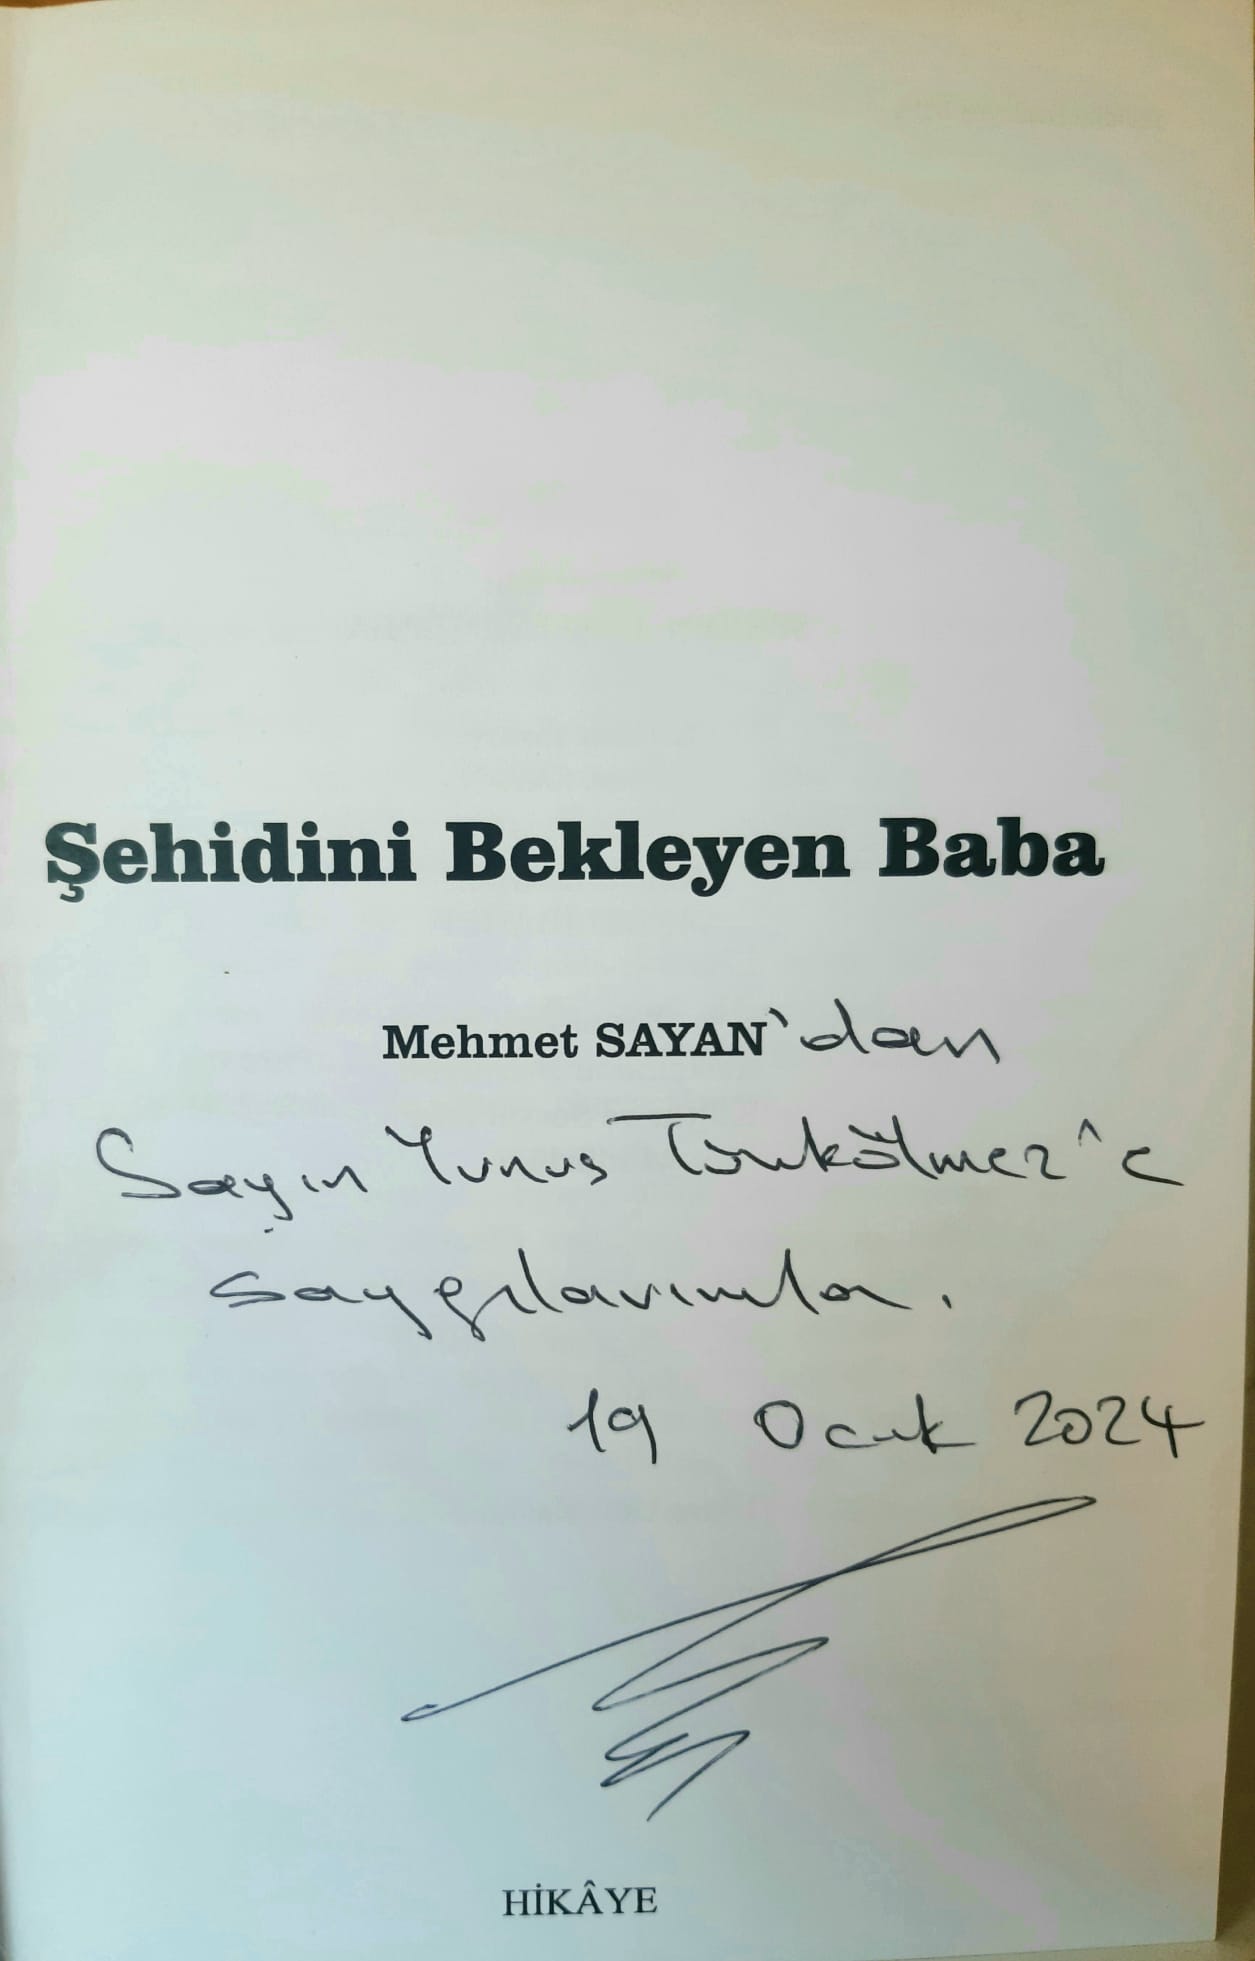 Şehidini Bekleyen Baba
Mehmet SAYAN'dan
Sayın Yunus Türkölmez'e
Saygılarımla.
19 Ocak 2024
HİKÂYE